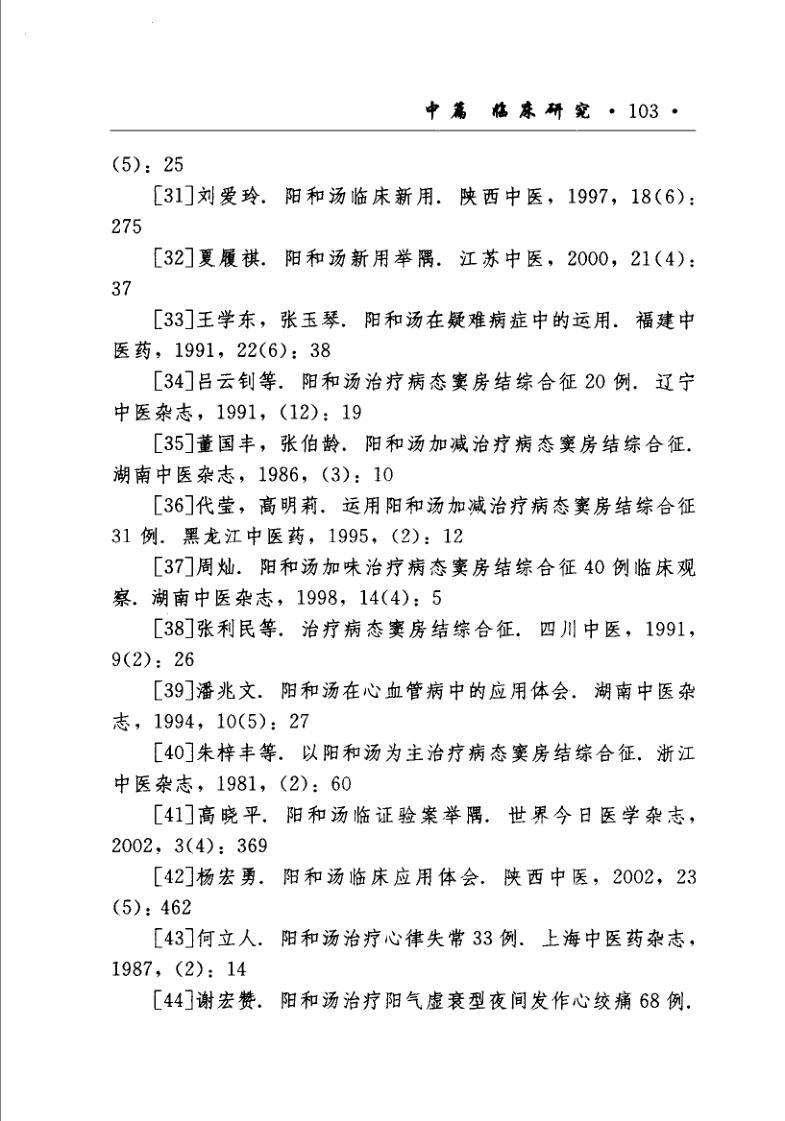 中篇 临床研究 · 103 ·
(5): 25
[31]刘爱玲. 阳和汤临床新用. 陕西中医, 1997, 18(6):
275
[32]夏履祺. 阳和汤新用举隅. 江苏中医, 2000, 21(4):
37
[33]王学东, 张玉琴. 阳和汤在疑难病症中的运用. 福建中
医药, 1991, 22(6): 38
[34]吕云钊等. 阳和汤治疗病态窦房结综合征 20 例. 辽宁
中医杂志, 1991, (12): 19
[35]董国丰, 张伯龄. 阳和汤加减治疗病态窦房结综合征.
湖南中医杂志, 1986, (3): 10
[36]代莹, 高明莉. 运用阳和汤加减治疗病态窦房结综合征
31 例. 黑龙江中医药, 1995, (2): 12
[37]周灿. 阳和汤加味治疗病态窦房结综合征 40 例临床观
察. 湖南中医杂志, 1998, 14(4): 5
[38]张利民等. 治疗病态窦房结综合征. 四川中医, 1991,
9(2): 26
[39]潘兆文. 阳和汤在心血管病中的应用体会. 湖南中医杂
志, 1994, 10(5): 27
[40]朱梓丰等. 以阳和汤为主治疗病态窦房结综合征. 浙江
中医杂志, 1981, (2): 60
[41]高晓平. 阳和汤临证验案举隅. 世界今日医学杂志,
2002, 3(4): 369
[42]杨宏勇. 阳和汤临床应用体会. 陕西中医, 2002, 23
(5): 462
[43]何立人. 阳和汤治疗心律失常 33 例. 上海中医药杂志,
1987, (2): 14
[44]谢宏赞. 阳和汤治疗阳气虚衰型夜间发作心绞痛 68 例.